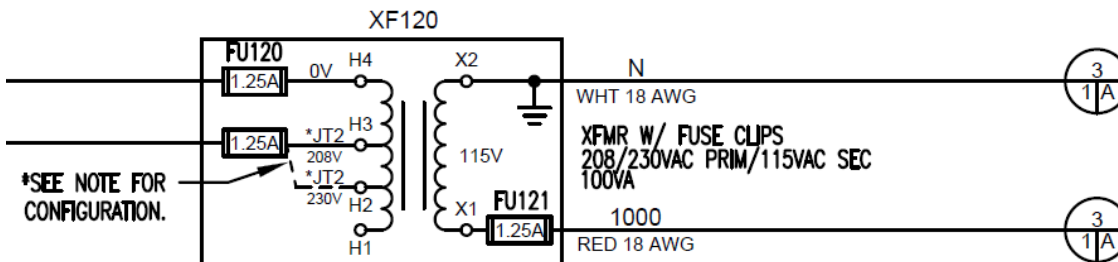 XF120
FU120
1.25A
0V
H4
X2
N
WHT 18 AWG
3
1 A
1.25A
*JT2
208V
H3
*JT2
230V
H2
H1
115V
*SEE NOTE FOR
CONFIGURATION.
XFMR W/ FUSE CLIPS
208/230VAC PRIM/115VAC SEC
100VA
FU121
X1
1.25A
1000
RED 18 AWG
3
1 A